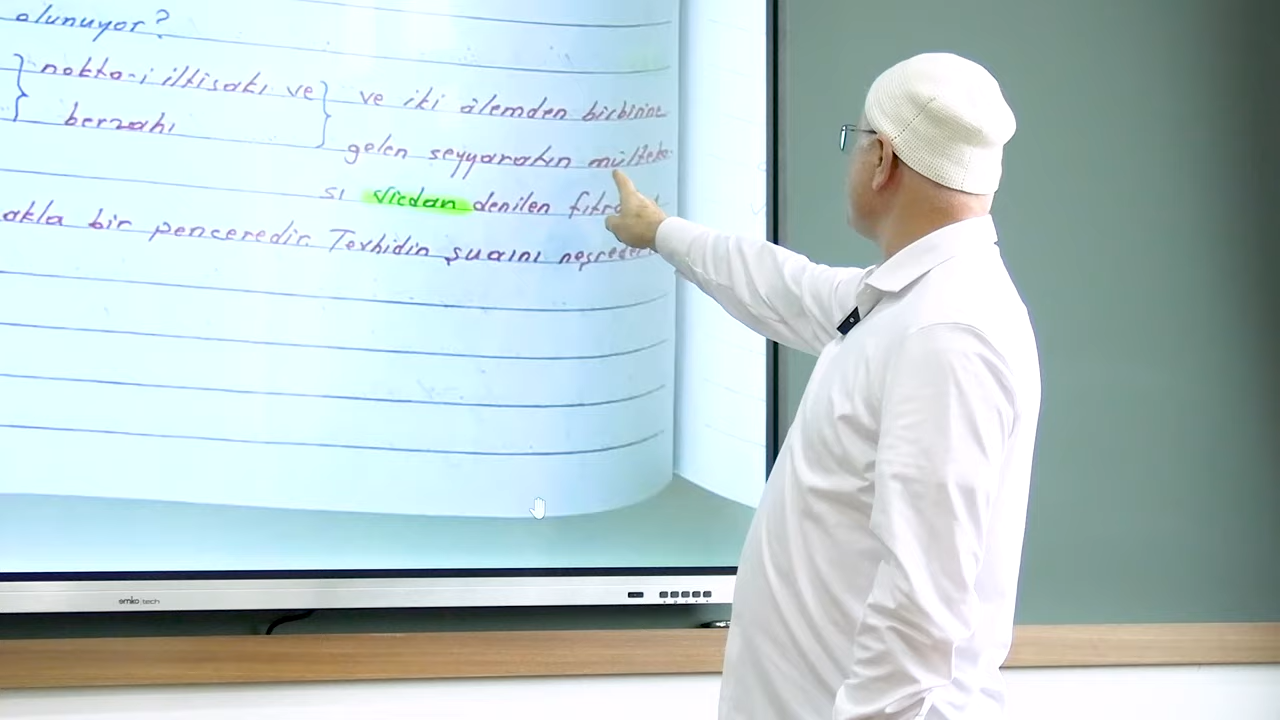 olunuyor?
} nokta-i iltisakı ve } ve iki âlemden birbirine
berzahı
gelen seyyaratın mülteka-
sı vicdan denilen
akla bir penceredir. Tevhidin şuaını neşreder
emko tech